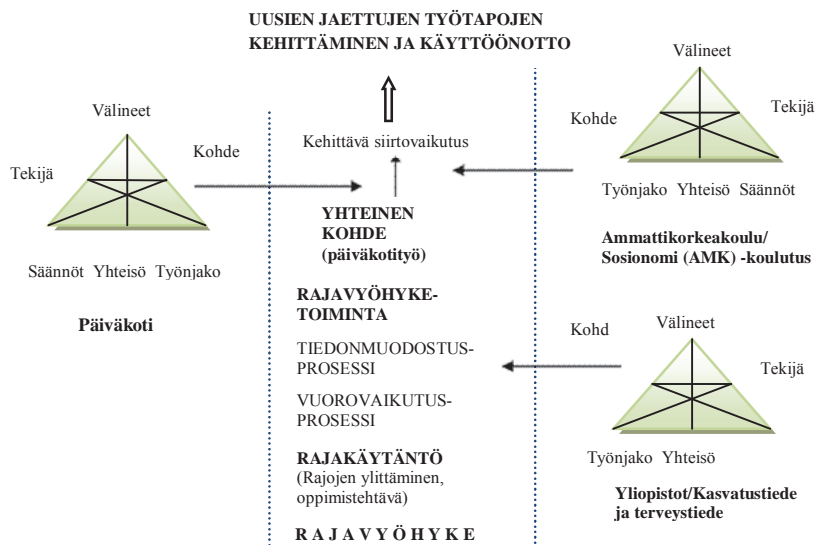 UUSIEN JAETTUJEN TYÖTAPOJEN
KEHITTÄMINEN JA KÄYTTÖÖNOTTO
Välineet
Tekijä
Kohde
Säännöt Yhteisö Työnjako
Päiväkoti
Kehittävä siirtovaikutus
YHTEINEN
KOHDE
(päiväkotityö)
RAJAVYÖHYKE-
TOIMINTA
TIEDONMUODOSTUS-
PROSESSI
VUOROVAIKUTUS-
PROSESSI
RAJAKÄYTÄNTÖ
(Rajojen ylittäminen,
oppimistehtävä)
R A J A V Y Ö H Y K E
Välineet
Kohde
Tekijä
Työnjako Yhteisö Säännöt
Ammattikorkeakoulu/
Sosionomi (AMK) -koulutus
Välineet
Kohd
Tekijä
Työnjako Yhteisö
Yliopistot/Kasvatustiede
ja terveystiede